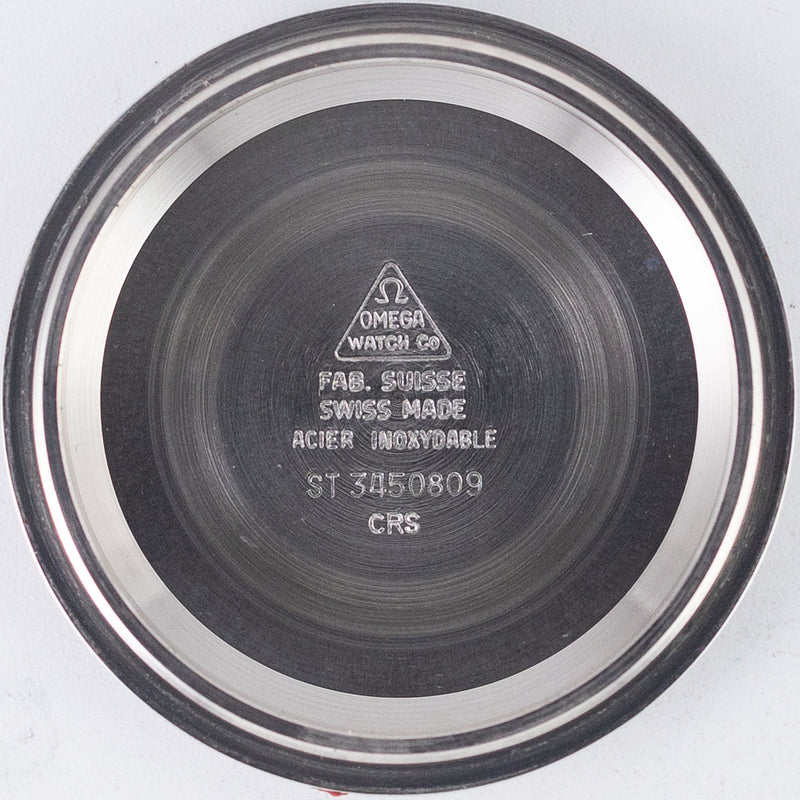 Ω
OMEGA
WATCH CO
FAB. SUISSE
SWISS MADE
ACIER INOXYDABLE
ST 3450809
CRS